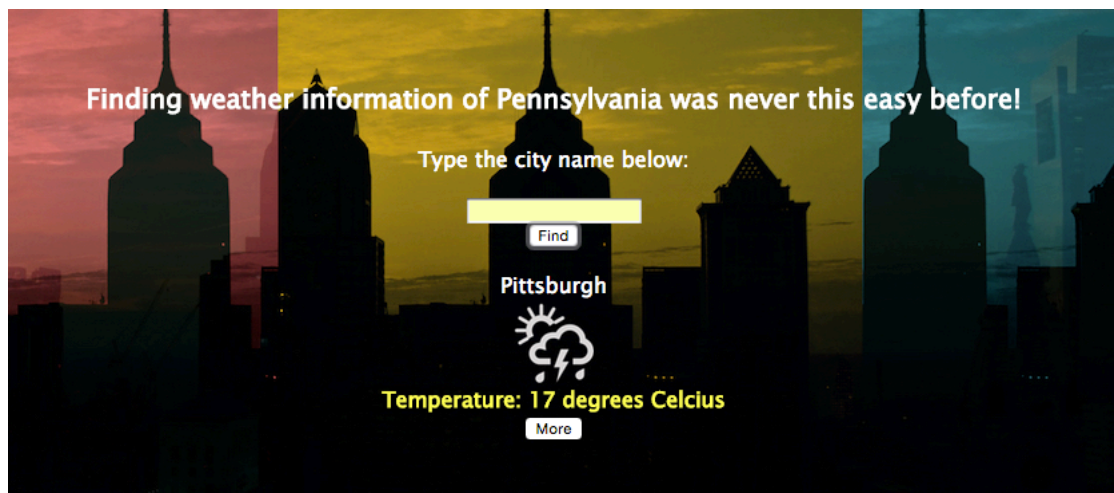 Finding weather information of Pennsylvania was never this easy before!
Type the city name below:
Find
Pittsburgh
Temperature: 17 degrees Celcius
More